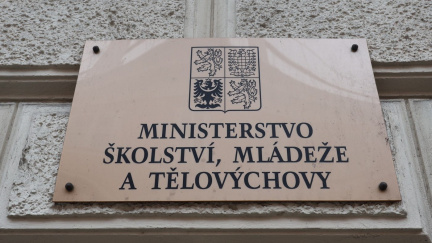 MINISTERSTVO
ŠKOLSTVÍ, MLÁDEŽE
A TĚLOVÝCHOVY